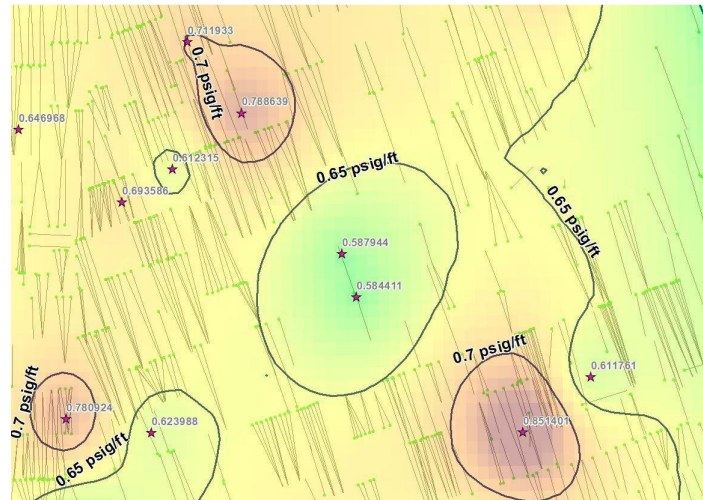 0.711933
0.7 psig/ft
0.788639
0.646968
0.612315
0.65 psig/ft
0.693586
0.65 psig/ft
0.587944
0.584411
0.7 psig/ft
0.611761
0.7 psig/ft
0.780924
0.623988
0.851401
0.65 psig/ft